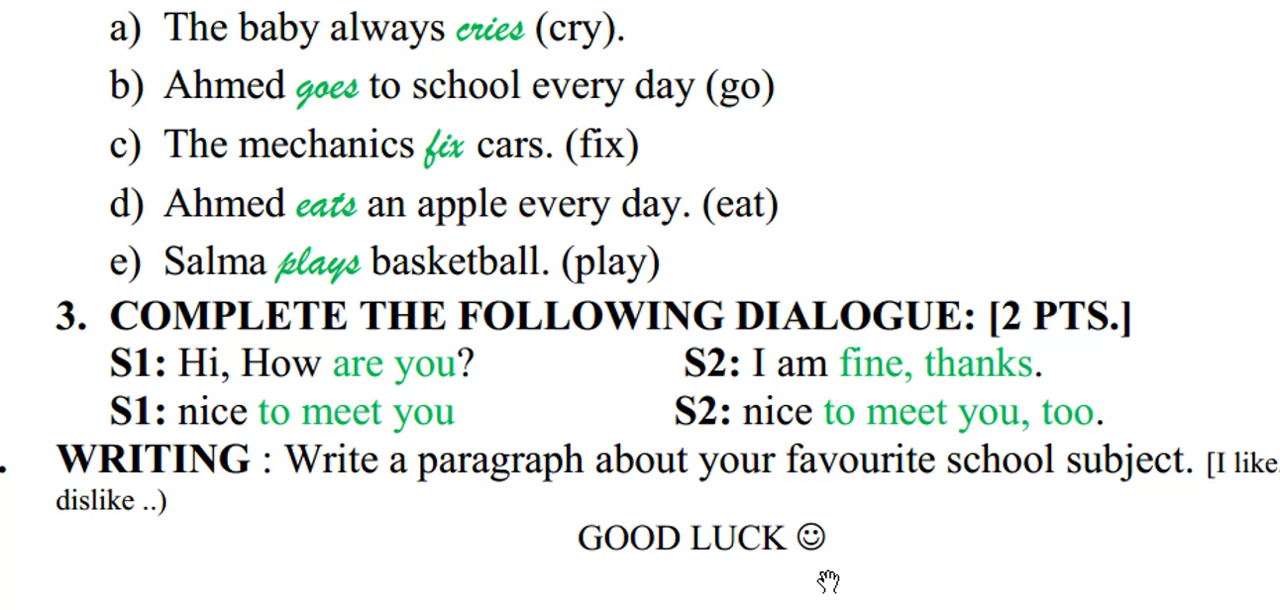 a) The baby always cries (cry).
b) Ahmed goes to school every day (go)
c) The mechanics fix cars. (fix)
d) Ahmed eats an apple every day. (eat)
e) Salma plays basketball. (play)
3. COMPLETE THE FOLLOWING DIALOGUE: [2 PTS.]
S1: Hi, How are you? S2: I am fine, thanks.
S1: nice to meet you S2: nice to meet you, too.
. WRITING : Write a paragraph about your favourite school subject. [I like
dislike ..)
GOOD LUCK ☺